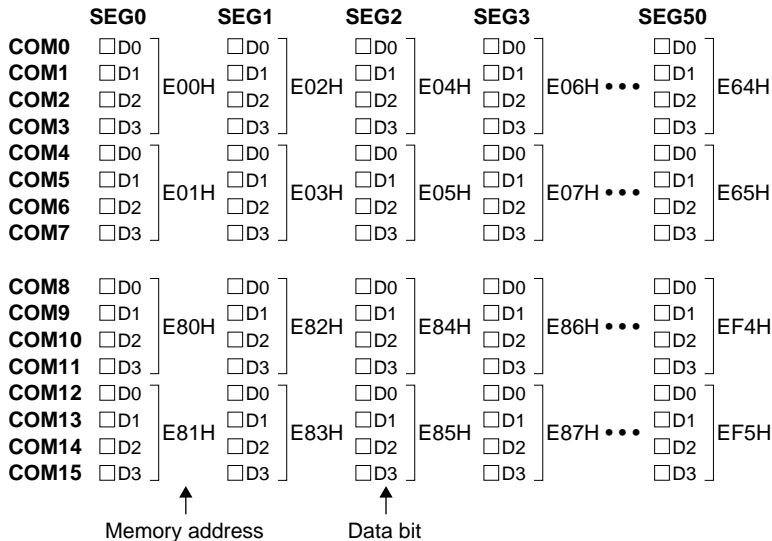 SEG0 SEG1 SEG2 SEG3 SEG50
COM0 D0 D0 D0 D0 D0
COM1 D1 D1 D1 D1 D1
E00H E02H E04H E06H ••• E64H
COM2 D2 D2 D2 D2 D2
COM3 D3 D3 D3 D3 D3
COM4 D0 D0 D0 D0 D0
COM5 D1 D1 D1 D1 D1
E01H E03H E05H E07H ••• E65H
COM6 D2 D2 D2 D2 D2
COM7 D3 D3 D3 D3 D3
COM8 D0 D0 D0 D0 D0
COM9 D1 D1 D1 D1 D1
E80H E82H E84H E86H ••• EF4H
COM10 D2 D2 D2 D2 D2
COM11 D3 D3 D3 D3 D3
COM12 D0 D0 D0 D0 D0
COM13 D1 D1 D1 D1 D1
E81H E83H E85H E87H ••• EF5H
COM14 D2 D2 D2 D2 D2
COM15 D3 D3 D3 D3 D3
Memory address Data bit